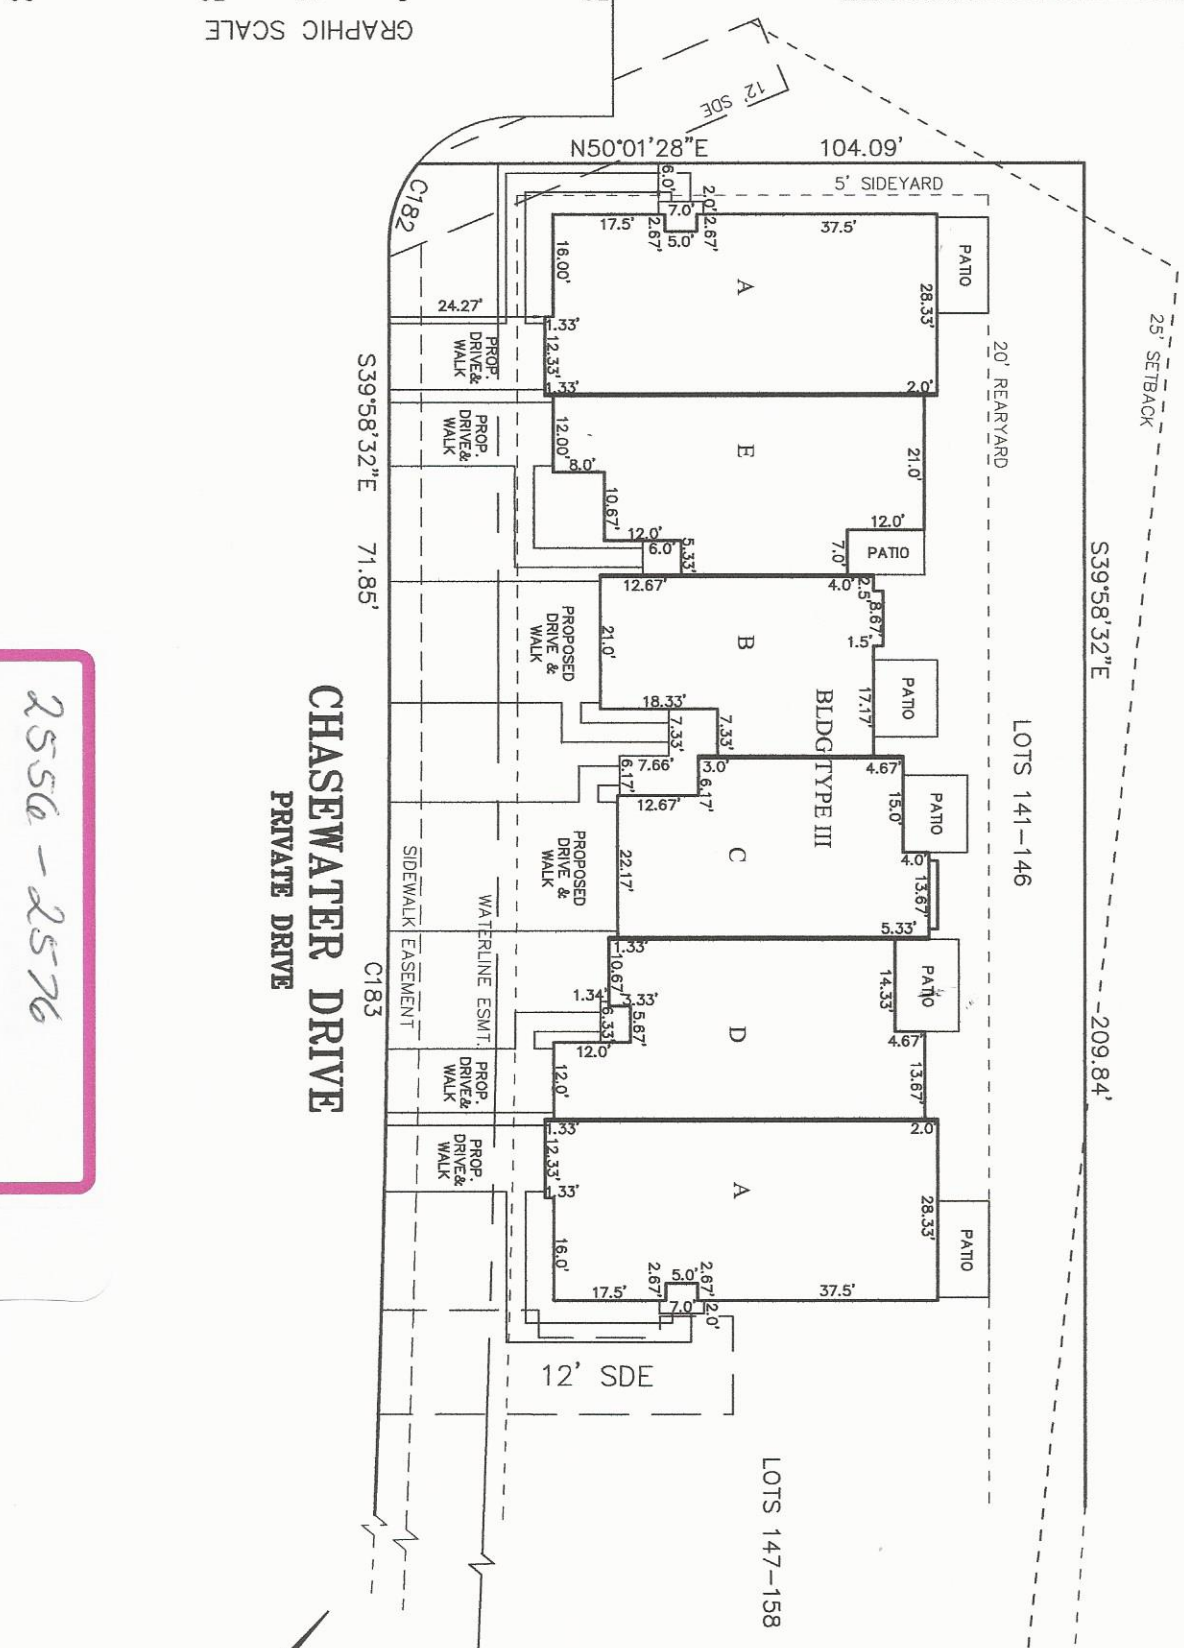 GRAPHIC SCALE
12' SDE
N50°01'28"E
104.09'
5' SIDEYARD
C182
6.0'
2.0'
7.0'
17.5'
2.67'
5.0'
2.67'
37.5'
16.00'
A
28.33'
PATIO
25' SETBACK
24.27'
1.33'
12.33'
1.33'
2.0'
PROP.
DRIVE&
WALK
20' REARYARD
S39°58'32"E 71.85'
PROP.
DRIVE&
WALK
12.00'
8.0'
10.67'
12.0'
6.0'
5.33'
E
21.0'
12.0'
7.0'
PATIO
S39°58'32"E
209.84'
12.67'
4.0'
2.5'
8.67'
1.5'
21.0'
B
17.17'
PATIO
PROPOSED
DRIVE &
WALK
18.33'
7.33'
7.33'
BLDG TYPE III
LOTS 141-146
6.17'
7.66'
3.0'
6.17'
4.67'
12.67'
15.0'
PATIO
22.17'
C
4.0'
13.67'
5.33'
PROPOSED
DRIVE &
WALK
CHASEWATER DRIVE
PRIVATE DRIVE
SIDEWALK EASEMENT
WATERLINE ESMT.
C183
1.33'
10.67'
1.34'
3.33'
6.33'
5.67'
12.0'
12.0'
D
14.33'
PATIO
4.67'
13.67'
PROP.
DRIVE&
WALK
1.33'
12.33'
1.33'
2.0'
PROP.
DRIVE&
WALK
16.0'
A
28.33'
PATIO
17.5'
2.67'
5.0'
2.67'
37.5'
7.0'
2.0'
12' SDE
LOTS 147-158
2556-2576